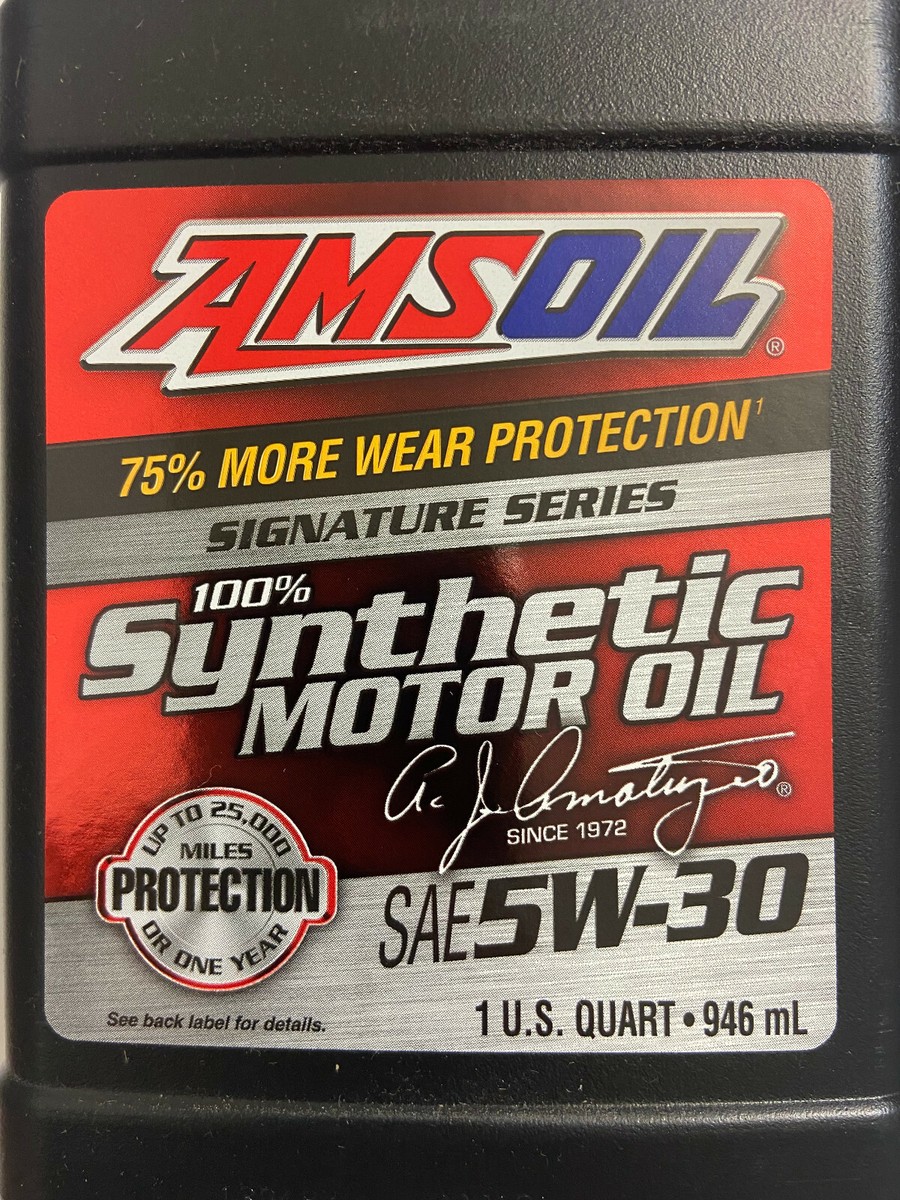 AMSOIL®
75% MORE WEAR PROTECTION¹
SIGNATURE SERIES
100%
Synthetic
MOTOR OIL
A. J. Amatuzio®
SINCE 1972
UP TO 25,000
MILES
PROTECTION
OR ONE YEAR
SAE 5W-30
See back label for details.
1 U.S. QUART • 946 mL